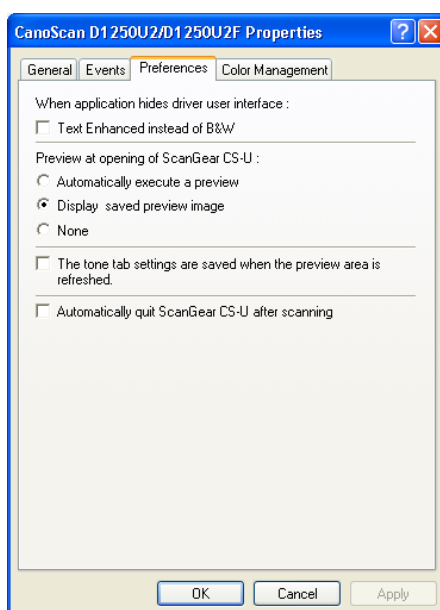 CanoScan D1250U2/D1250U2F Properties
General Events Preferences Color Management
When application hides driver user interface :
Text Enhanced instead of B&W
Preview at opening of ScanGear CS-U :
Automatically execute a preview
Display saved preview image
None
The tone tab settings are saved when the preview area is
refreshed.
Automatically quit ScanGear CS-U after scanning
OK Cancel Apply